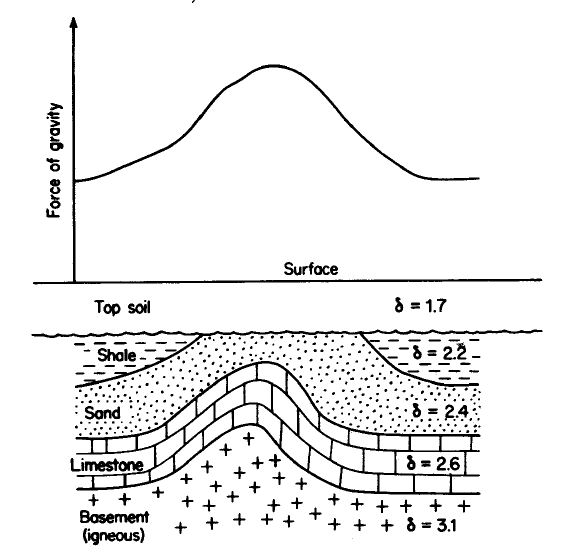 Force of gravity
Surface
Top soil
δ = 1.7
Shale
δ = 2.2
Sand
δ = 2.4
Limestone
δ = 2.6
Basement
(igneous)
δ = 3.1